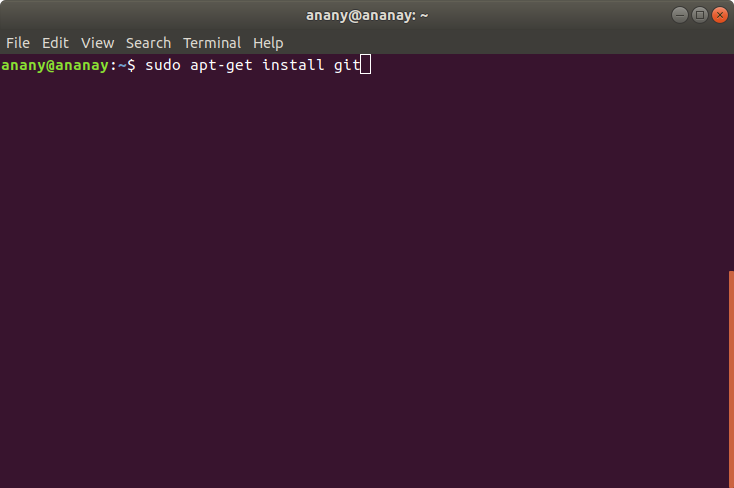 anany@ananay: ~
File Edit View Search Terminal Help
anany@ananay:~$ sudo apt-get install git